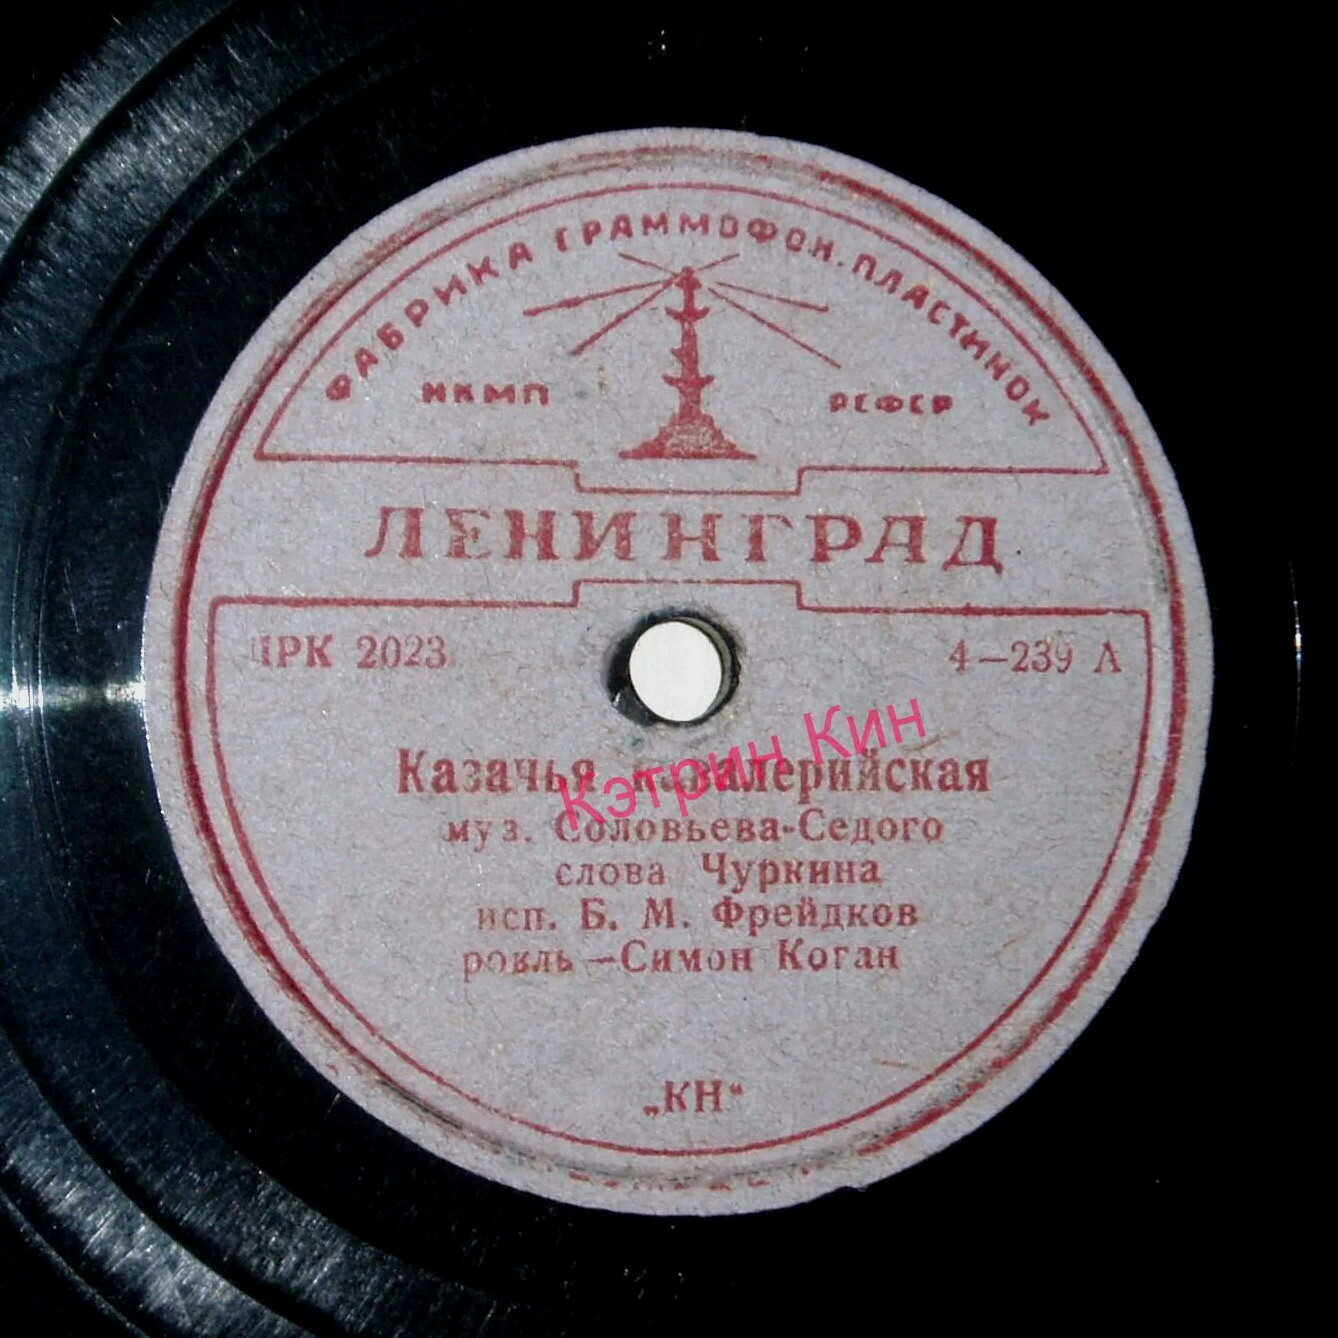 ФАБРИКА ГРАММОФОН. ПЛАСТИНОК
НКМП РСФСР
ЛЕНИНГРАД
ЦРК 2023
4—239 Л
Казачья кавалерийская
муз. Соловьева-Седого
слова Чуркина
исп. Б. М. Фрейдков
рояль —Симон Коган
„КН“
Кэтрин Кин